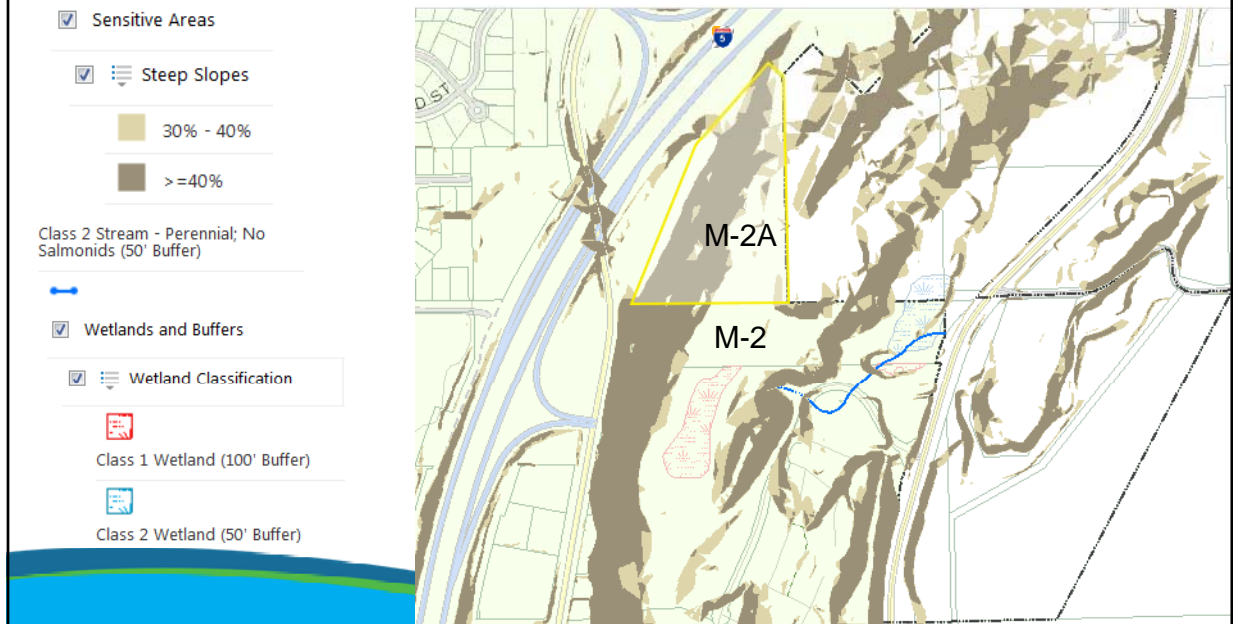 Sensitive Areas
Steep Slopes
30% - 40%
>=40%
Class 2 Stream - Perennial; No
Salmonids (50' Buffer)
Wetlands and Buffers
Wetland Classification
Class 1 Wetland (100' Buffer)
Class 2 Wetland (50' Buffer)
5
D ST
M-2A
M-2